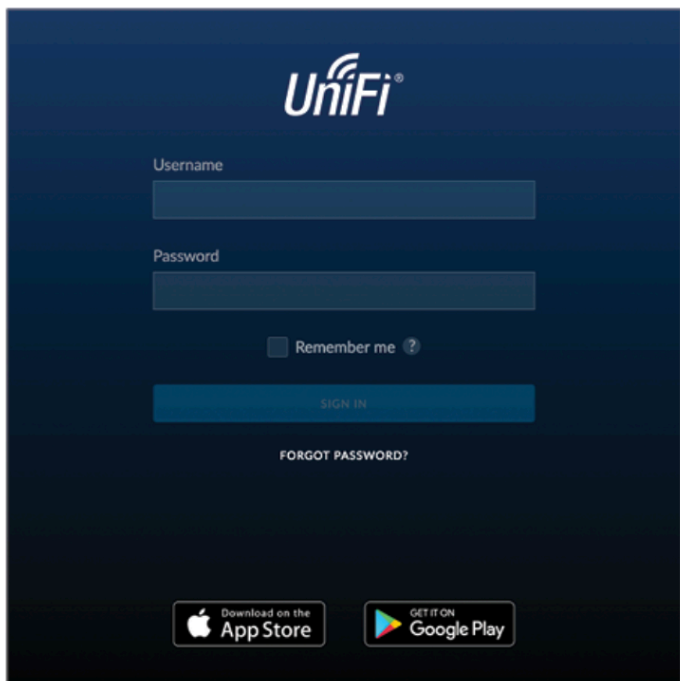 UniFi®
Username
Password
Remember me ?
SIGN IN
FORGOT PASSWORD?
Download on the
App Store
GET IT ON
Google Play